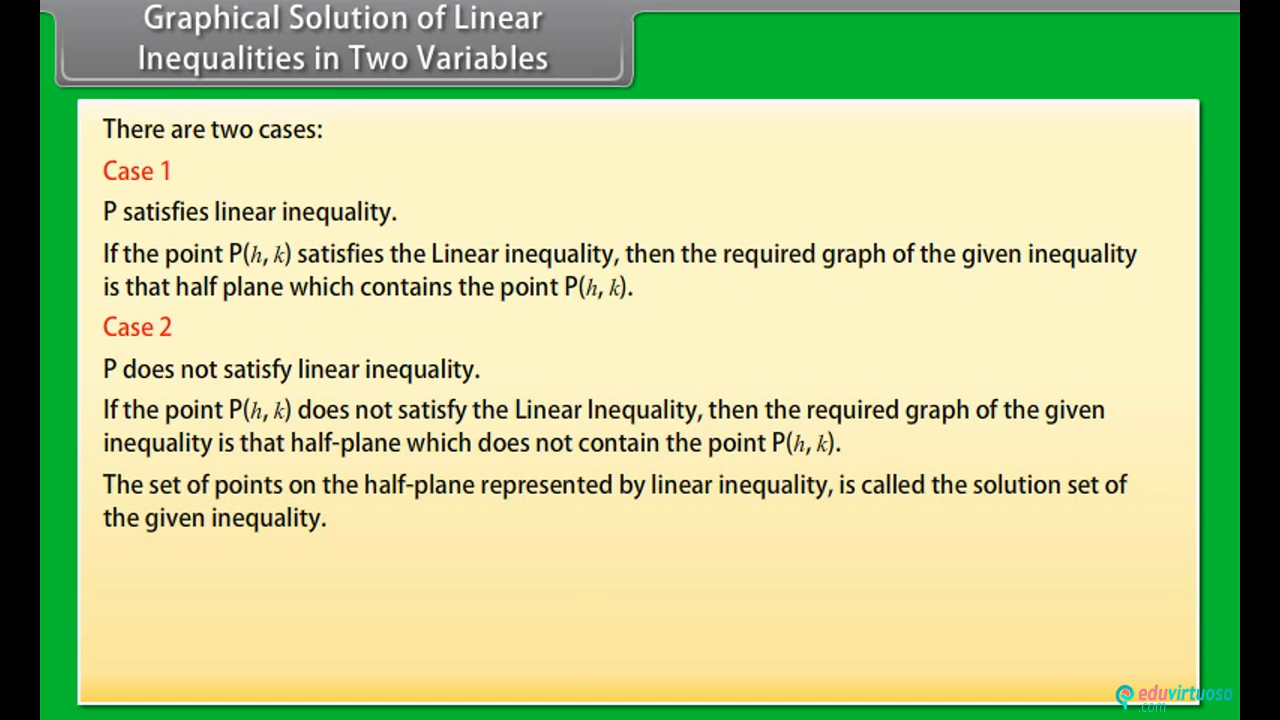 Graphical Solution of Linear
Inequalities in Two Variables
There are two cases:
Case 1
P satisfies linear inequality.
If the point P(h, k) satisfies the Linear inequality, then the required graph of the given inequality
is that half plane which contains the point P(h, k).
Case 2
P does not satisfy linear inequality.
If the point P(h, k) does not satisfy the Linear Inequality, then the required graph of the given
inequality is that half-plane which does not contain the point P(h, k).
The set of points on the half-plane represented by linear inequality, is called the solution set of
the given inequality.
eduvirtuoso
.com